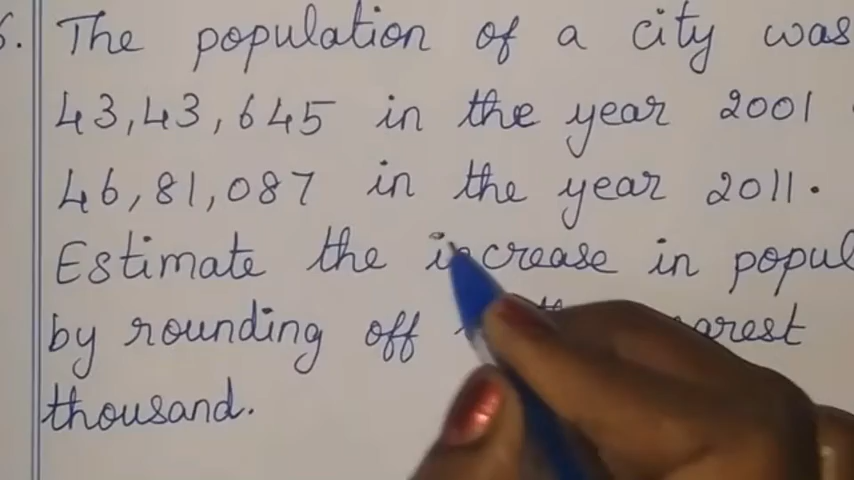 6. The population of a city was
43,43,645 in the year 2001
46,81,087 in the year 2011.
Estimate the increase in popul
by rounding off
thousand.